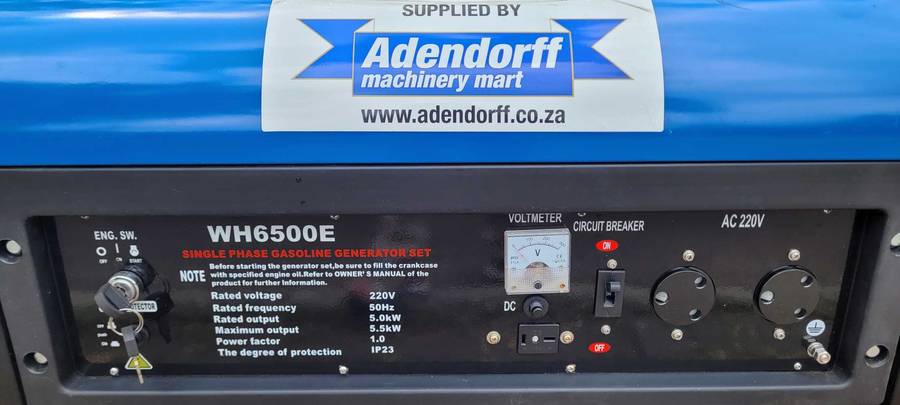 SUPPLIED BY
Adendorff
machinery mart
www.adendorff.co.za
ENG. SW.
OFF ON START
WH6500E
SINGLE PHASE GASOLINE GENERATOR SET
NOTE Before starting the generator set,be sure to fill the crankcase
with specified engine oil.Refer to OWNER'S MANUAL of the
product for further information.
Rated voltage 220V
Rated frequency 50Hz
Rated output 5.0kW
Maximum output 5.5kW
Power factor 1.0
The degree of protection IP23
VOLTMETER
V
DC
CIRCUIT BREAKER
ON
OFF
AC 220V